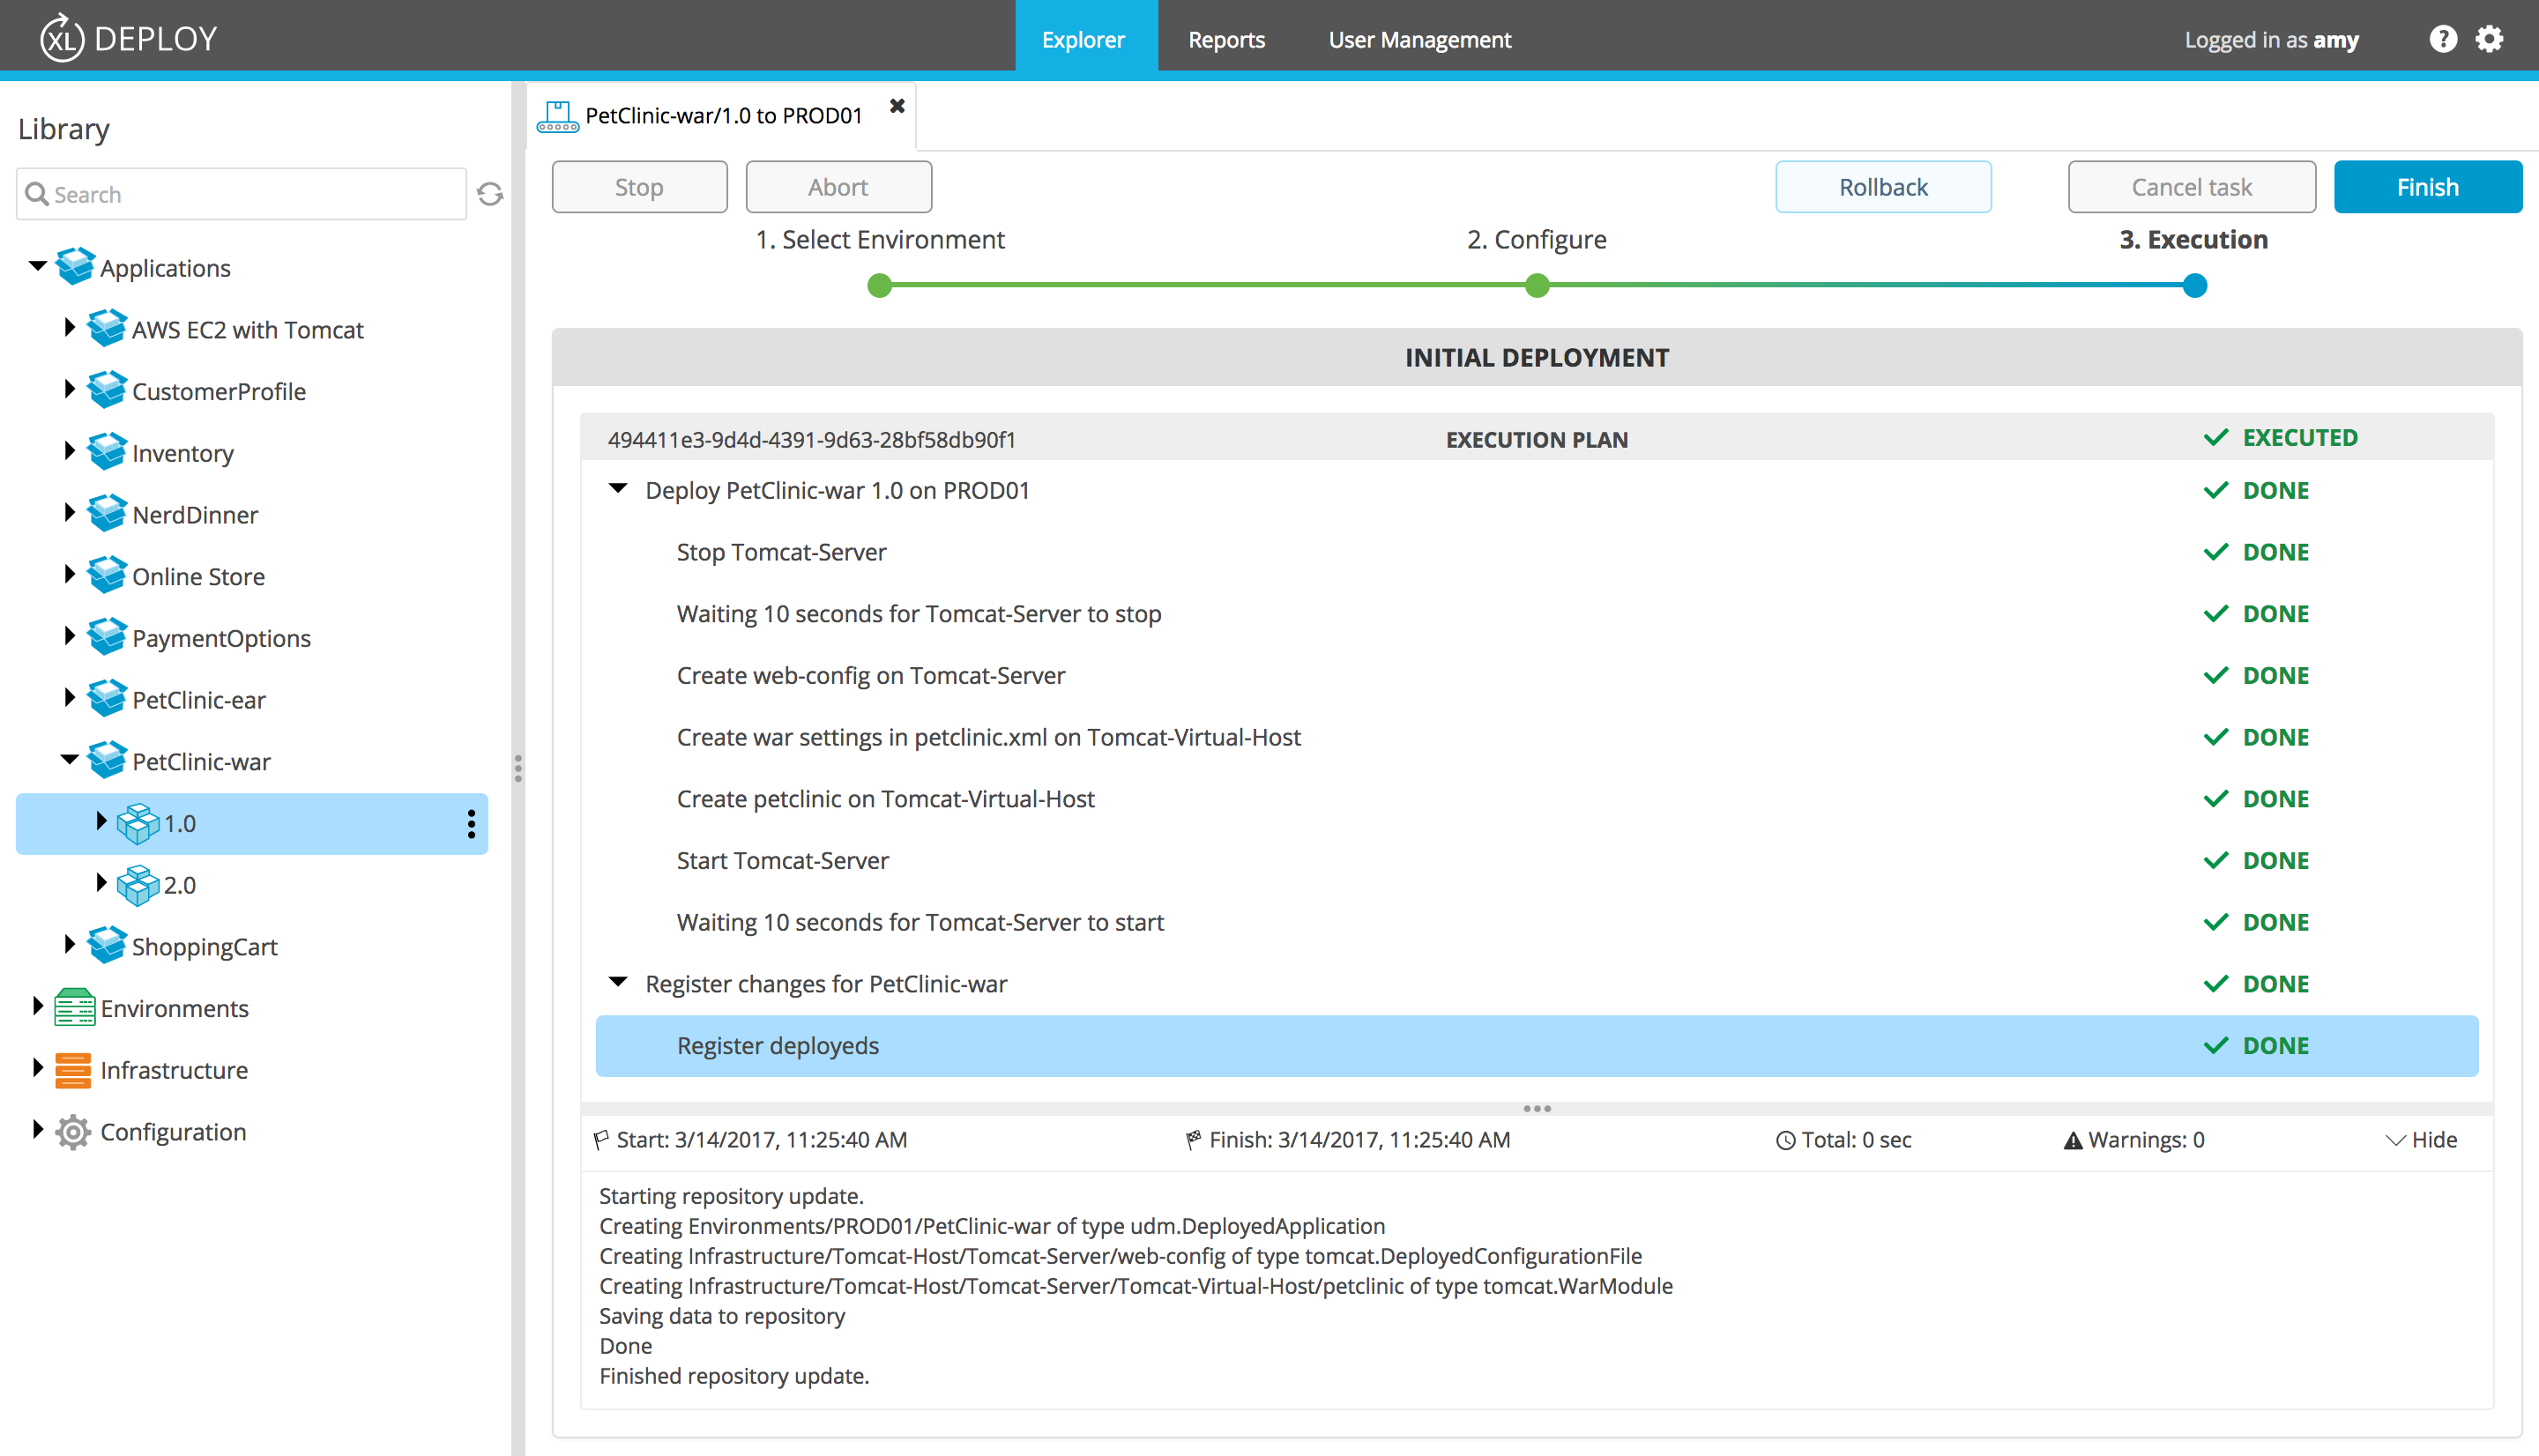 XL DEPLOY
Explorer
Reports
User Management
Logged in as amy
?
Library
Search
Applications
AWS EC2 with Tomcat
CustomerProfile
Inventory
NerdDinner
Online Store
PaymentOptions
PetClinic-ear
PetClinic-war
1.0
2.0
ShoppingCart
Environments
Infrastructure
Configuration
PetClinic-war/1.0 to PROD01
Stop
Abort
Rollback
Cancel task
Finish
1. Select Environment
2. Configure
3. Execution
INITIAL DEPLOYMENT
494411e3-9d4d-4391-9d63-28bf58db90f1 EXECUTION PLAN EXECUTED
Deploy PetClinic-war 1.0 on PROD01 DONE
Stop Tomcat-Server DONE
Waiting 10 seconds for Tomcat-Server to stop DONE
Create web-config on Tomcat-Server DONE
Create war settings in petclinic.xml on Tomcat-Virtual-Host DONE
Create petclinic on Tomcat-Virtual-Host DONE
Start Tomcat-Server DONE
Waiting 10 seconds for Tomcat-Server to start DONE
Register changes for PetClinic-war DONE
Register deployeds DONE
Start: 3/14/2017, 11:25:40 AM Finish: 3/14/2017, 11:25:40 AM Total: 0 sec Warnings: 0 Hide
Starting repository update.
Creating Environments/PROD01/PetClinic-war of type udm.DeployedApplication
Creating Infrastructure/Tomcat-Host/Tomcat-Server/web-config of type tomcat.DeployedConfigurationFile
Creating Infrastructure/Tomcat-Host/Tomcat-Server/Tomcat-Virtual-Host/petclinic of type tomcat.WarModule
Saving data to repository
Done
Finished repository update.